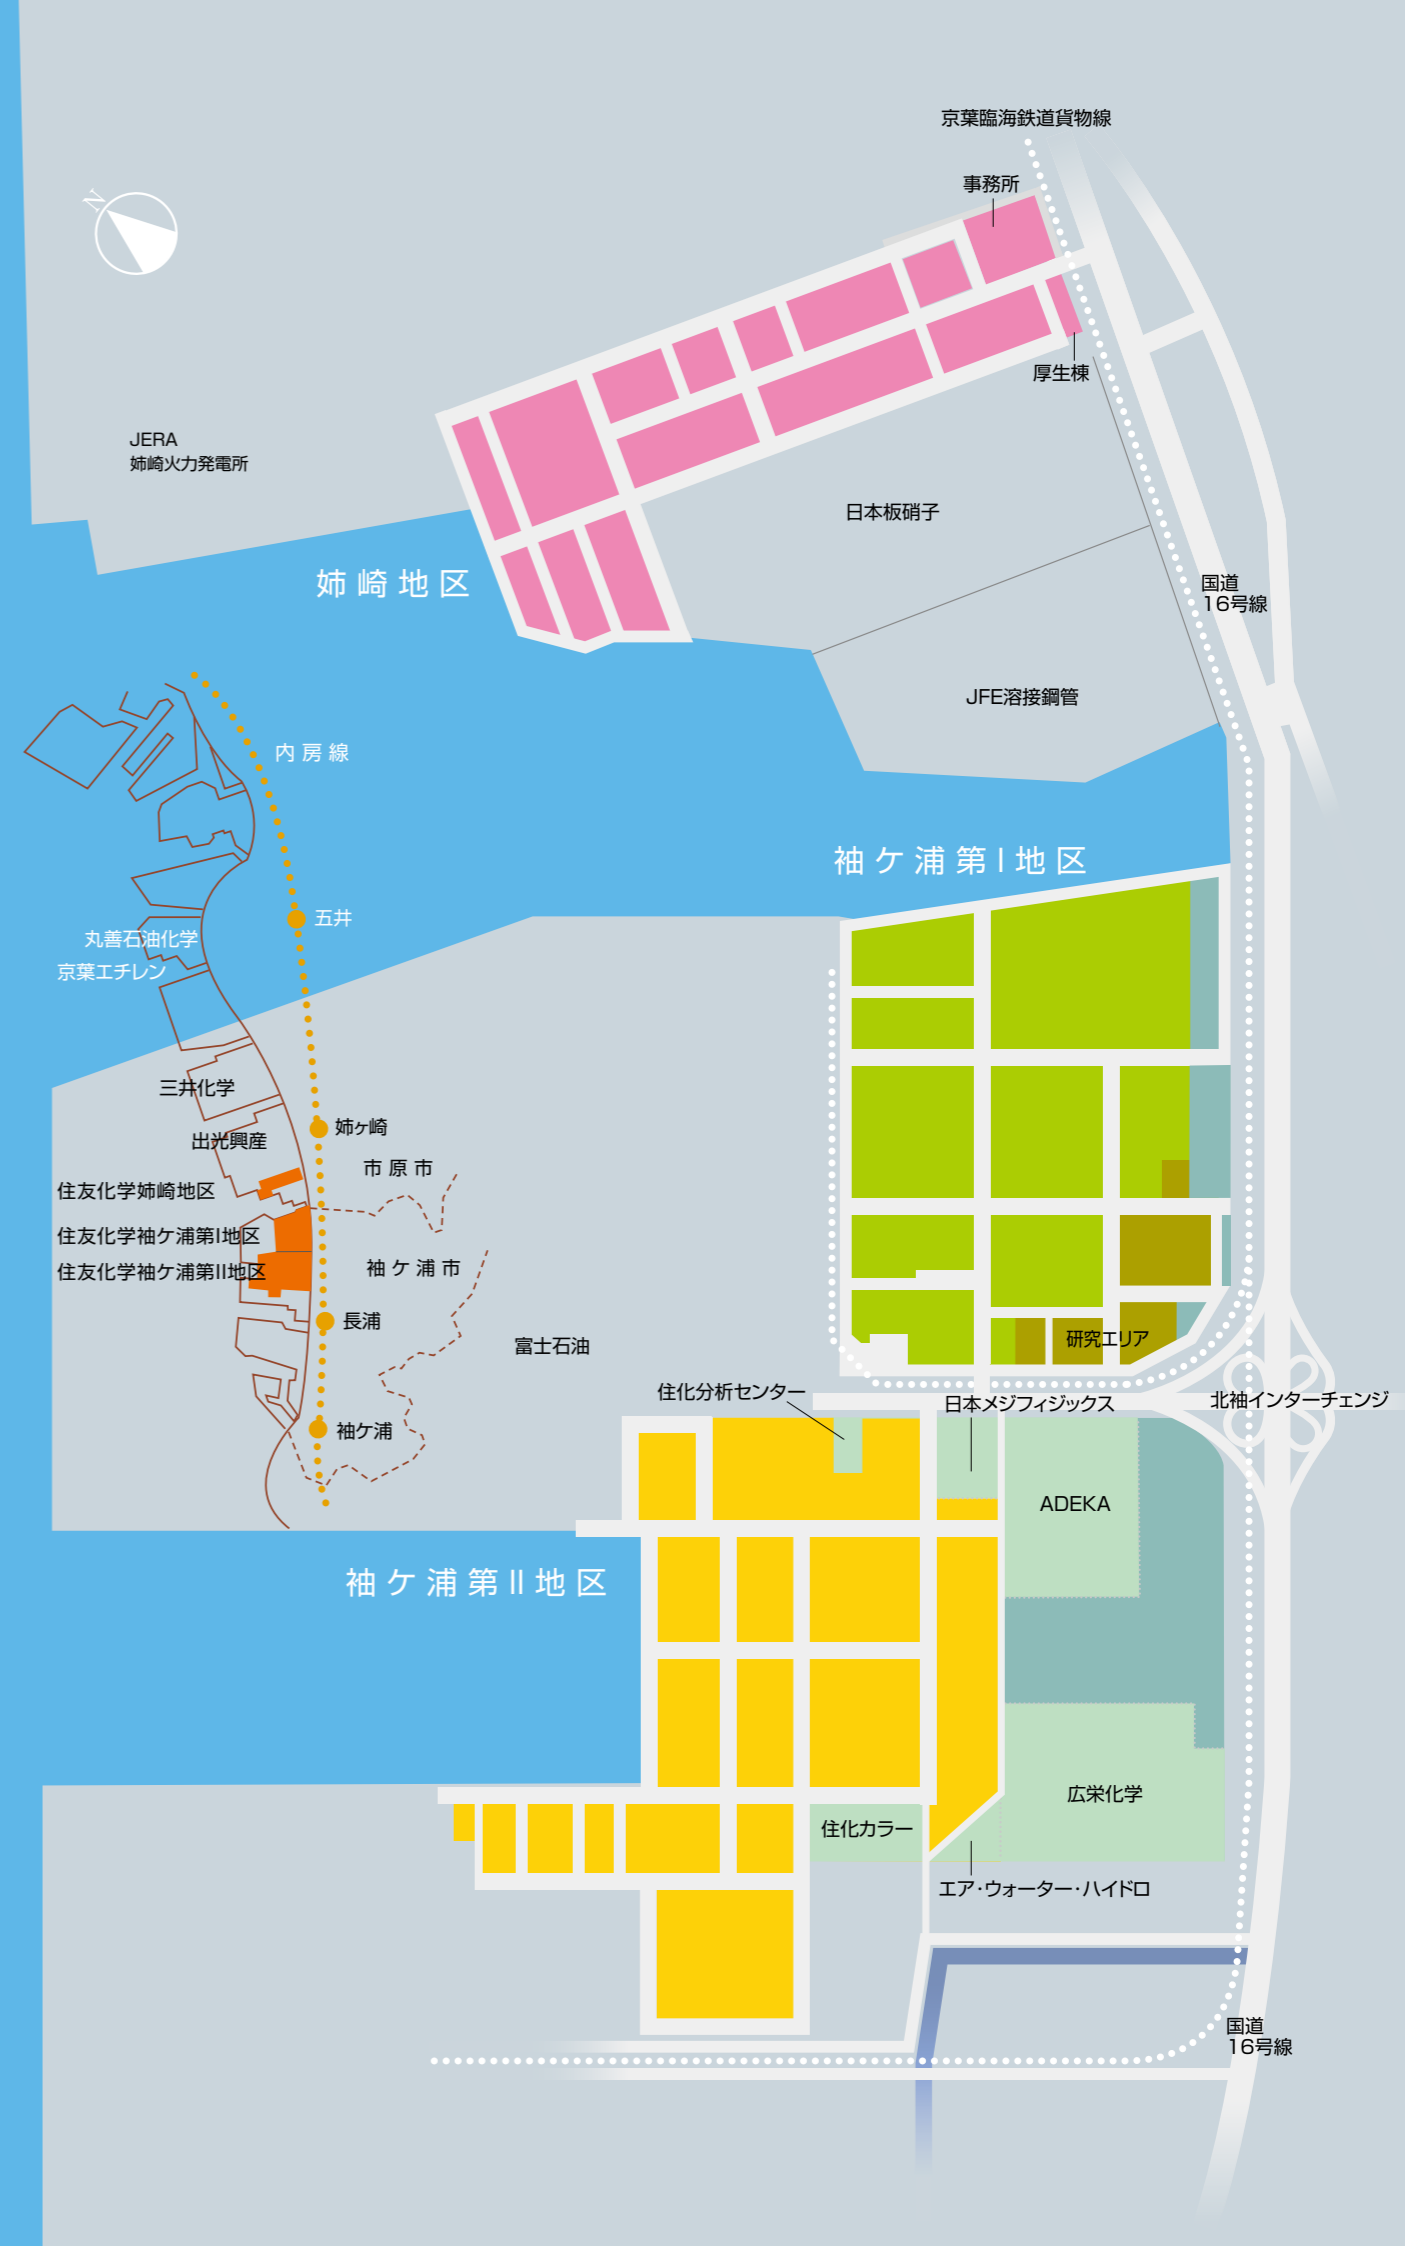 京葉臨海鉄道貨物線
事務所
N
厚生棟
JERA
姉崎火力発電所
日本板硝子
姉崎地区
国道
16号線
JFE溶接鋼管
内房線
袖ケ浦第I地区
五井
丸善石油化学
京葉エチレン
三井化学
姉ヶ崎
出光興産
市原市
住友化学姉崎地区
住友化学袖ケ浦第I地区
袖ケ浦市
住友化学袖ケ浦第II地区
長浦
富士石油
研究エリア
住化分析センター
日本メジフィジックス
北袖インターチェンジ
袖ケ浦
ADEKA
袖ケ浦第II地区
広栄化学
住化カラー
エア・ウォーター・ハイドロ
国道
16号線